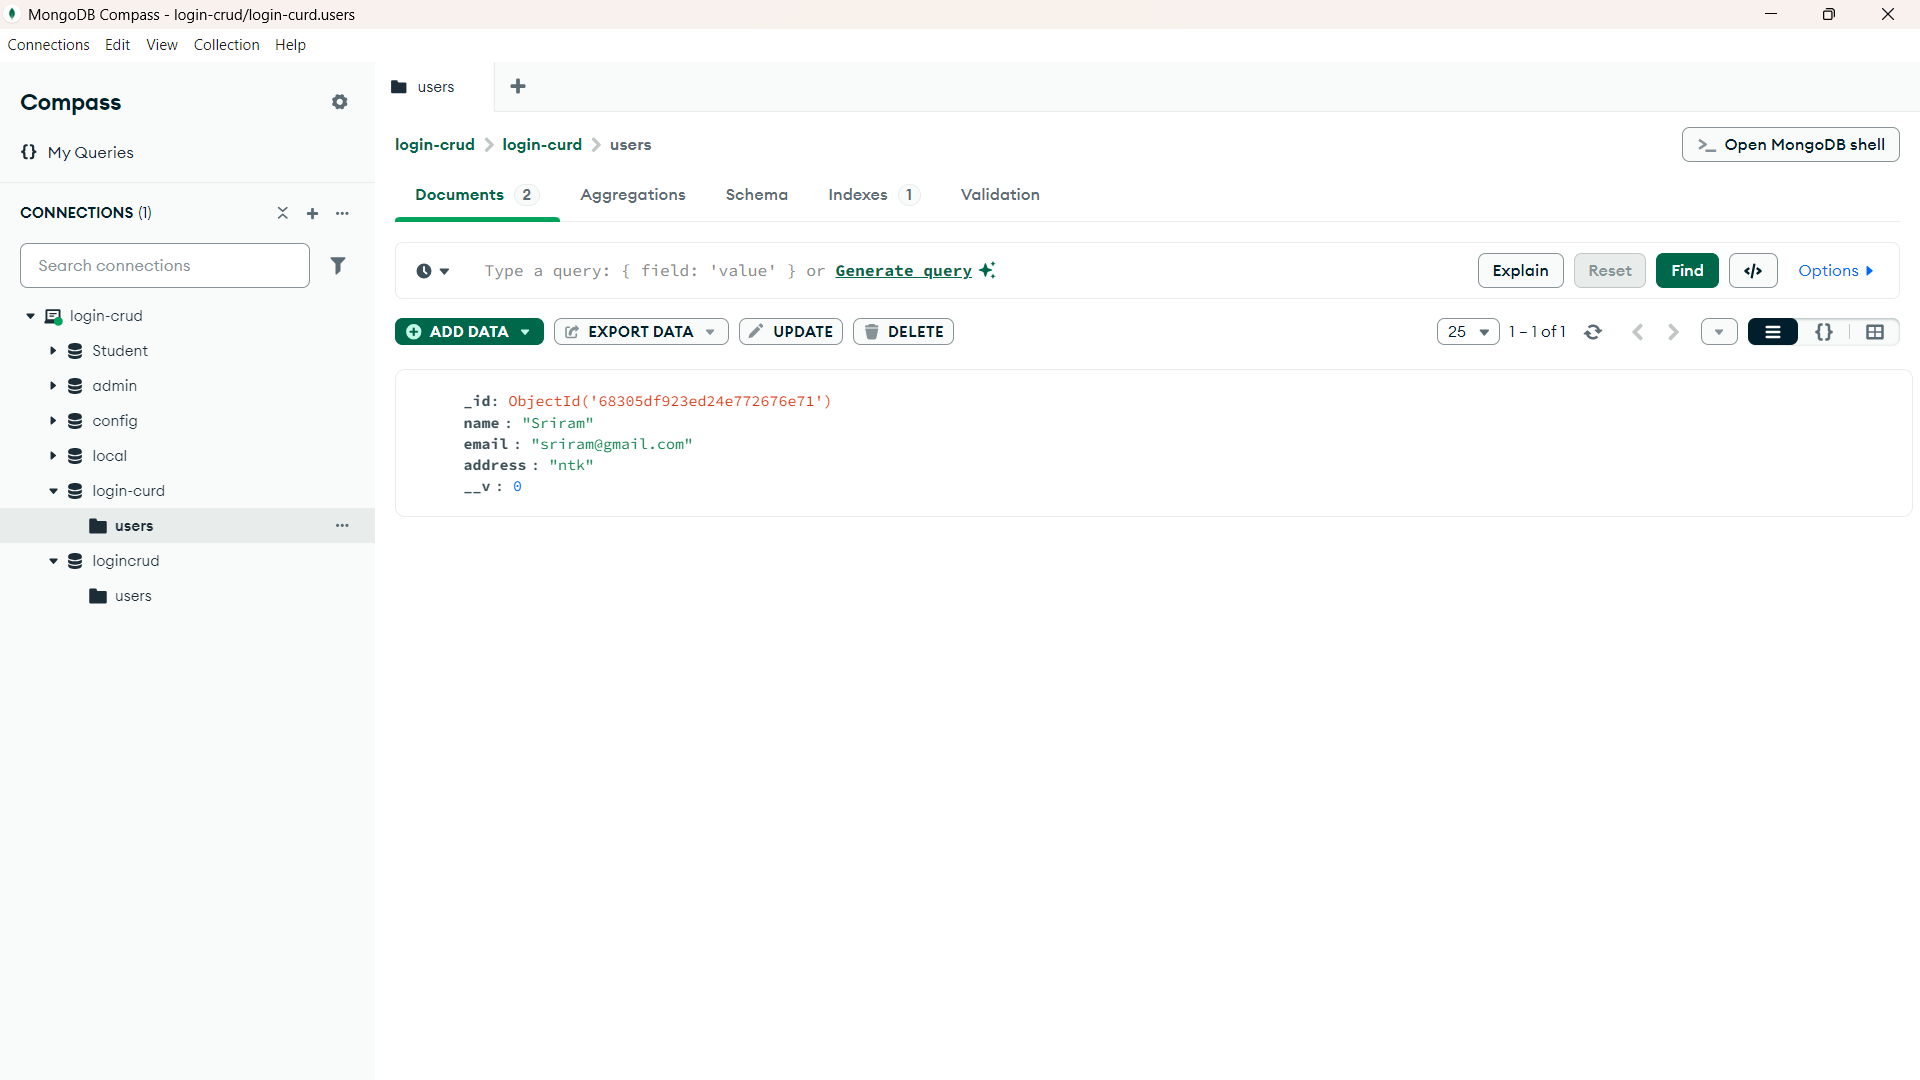 MongoDB Compass - login-crud/login-curd.users
Connections Edit View Collection Help
Compass
My Queries
CONNECTIONS (1)
Search connections
login-crud
Student
admin
config
local
login-curd
users
logincrud
users
users
login-crud > login-curd > users
>_ Open MongoDB shell
Documents 2 Aggregations Schema Indexes 1 Validation
Type a query: { field: 'value' } or Generate query
Explain Reset Find </> Options
ADD DATA EXPORT DATA UPDATE DELETE
25 1 – 1 of 1 {}
_id: ObjectId('68305df923ed24e772676e71')
name : "Sriram"
email : "sriram@gmail.com"
address : "ntk"
__v : 0